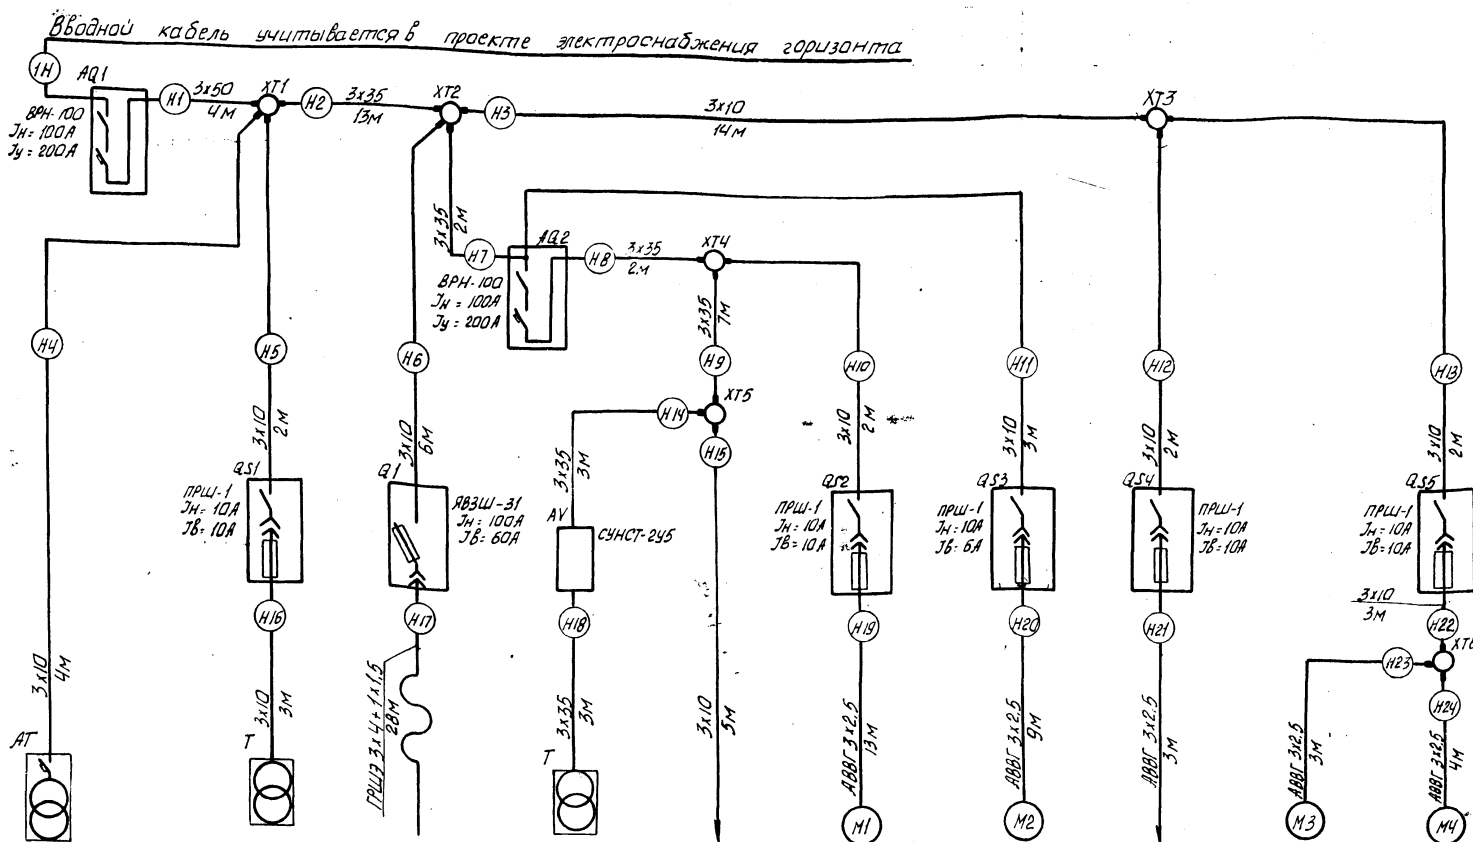 Вводной кабель учитывается в проекте электроснабжения горизонта
1Н
AQ1
ВРН-100
Jн = 100А
Jу = 200А
Н1
3х50
4м
ХТ1
Н2
3х35
13м
ХТ2
Н3
3х10
14м
ХТ3
3х35
2м
Н7
AQ2
ВРН-100
Jн = 100А
Jу = 200А
Н8
3х35
2м
ХТ4
3х35
7м
Н4
Н5
Н6
Н9
Н10
Н11
Н12
Н13
ХТ5
Н14
Н15
3х10
2м
3х10
6м
3х35
3м
3х10
2м
3х10
3м
3х10
2м
3х10
2м
QS1
ПРШ-1
Jн = 10А
Jв = 10А
Q1
ЯВЗШ-31
Jн = 100А
Jв = 60А
AV
СУНСТ-2У5
QS2
ПРШ-1
Jн = 10А
Jв = 10А
QS3
ПРШ-1
Jн = 10А
Jв = 6А
QS4
ПРШ-1
Jн = 10А
Jв = 10А
QS5
ПРШ-1
Jн = 10А
Jв = 10А
3х10
3м
Н16
Н17
Н18
Н19
Н20
Н21
Н22
ХТ6
Н23
Н24
3х10
4м
3х10
3м
ГРШЭ 3х4+1х1,5
28м
3х35
3м
3х10
5м
АВВГ 3х2,5
13м
АВВГ 3х2,5
9м
АВВГ 3х2,5
3м
АВВГ 3х2,5
3м
АВВГ 3х2,5
4м
АТ
Т
Т
М1
М2
М3
М4